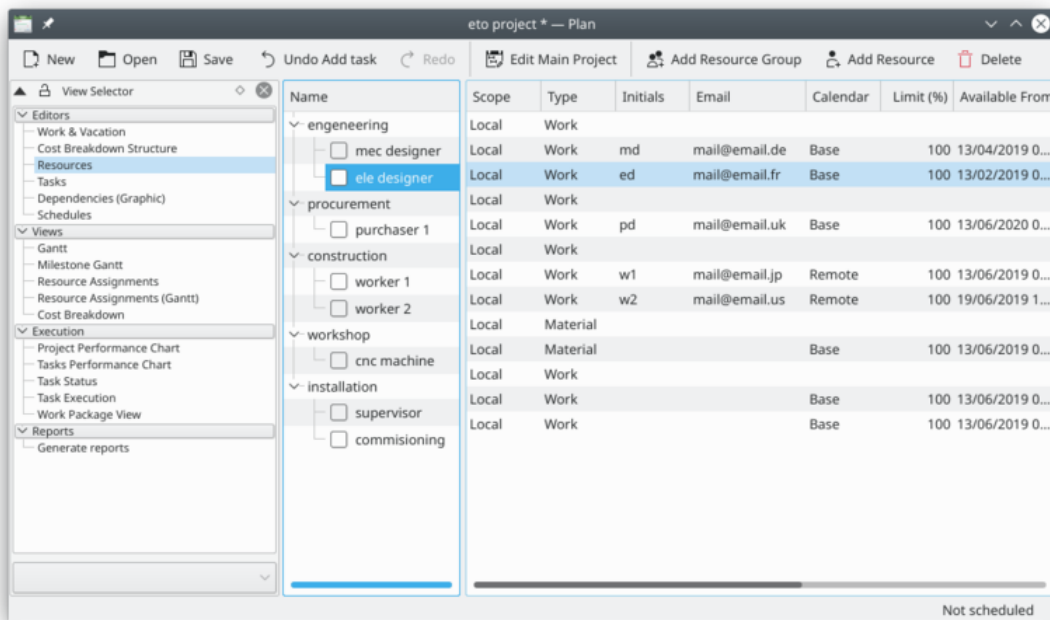 eto project * — Plan
New Open Save Undo Add task Redo Edit Main Project Add Resource Group Add Resource Delete
View Selector
Editors
Work & Vacation
Cost Breakdown Structure
Resources
Tasks
Dependencies (Graphic)
Schedules
Views
Gantt
Milestone Gantt
Resource Assignments
Resource Assignments (Gantt)
Cost Breakdown
Execution
Project Performance Chart
Tasks Performance Chart
Task Status
Task Execution
Work Package View
Reports
Generate reports
Name
engeneering
mec designer
ele designer
procurement
purchaser 1
construction
worker 1
worker 2
workshop
cnc machine
installation
supervisor
commisioning
Scope Type Initials Email Calendar Limit (%) Available From
Local Work
Local Work md mail@email.de Base 100 13/04/2019 0...
Local Work ed mail@email.fr Base 100 13/02/2019 0...
Local Work
Local Work pd mail@email.uk Base 100 13/06/2020 0...
Local Work
Local Work w1 mail@email.jp Remote 100 13/06/2019 0...
Local Work w2 mail@email.us Remote 100 19/06/2019 1...
Local Material
Local Material Base 100 13/06/2019 0...
Local Work
Local Work Base 100 13/06/2019 0...
Local Work Base 100 13/06/2019 0...
Not scheduled